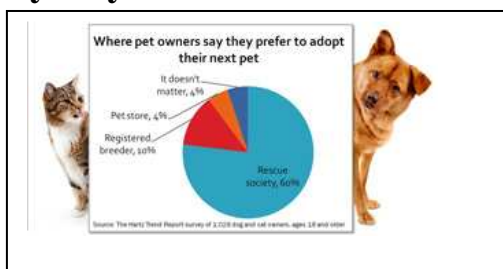 Where pet owners say they prefer to adopt
their next pet
It doesn't
matter, 4%
Pet store, 4%
Registered
breeder, 10%
Rescue
society, 60%
Source: The Hartz Trend Report survey of 2,028 dog and cat owners, ages 18 and older